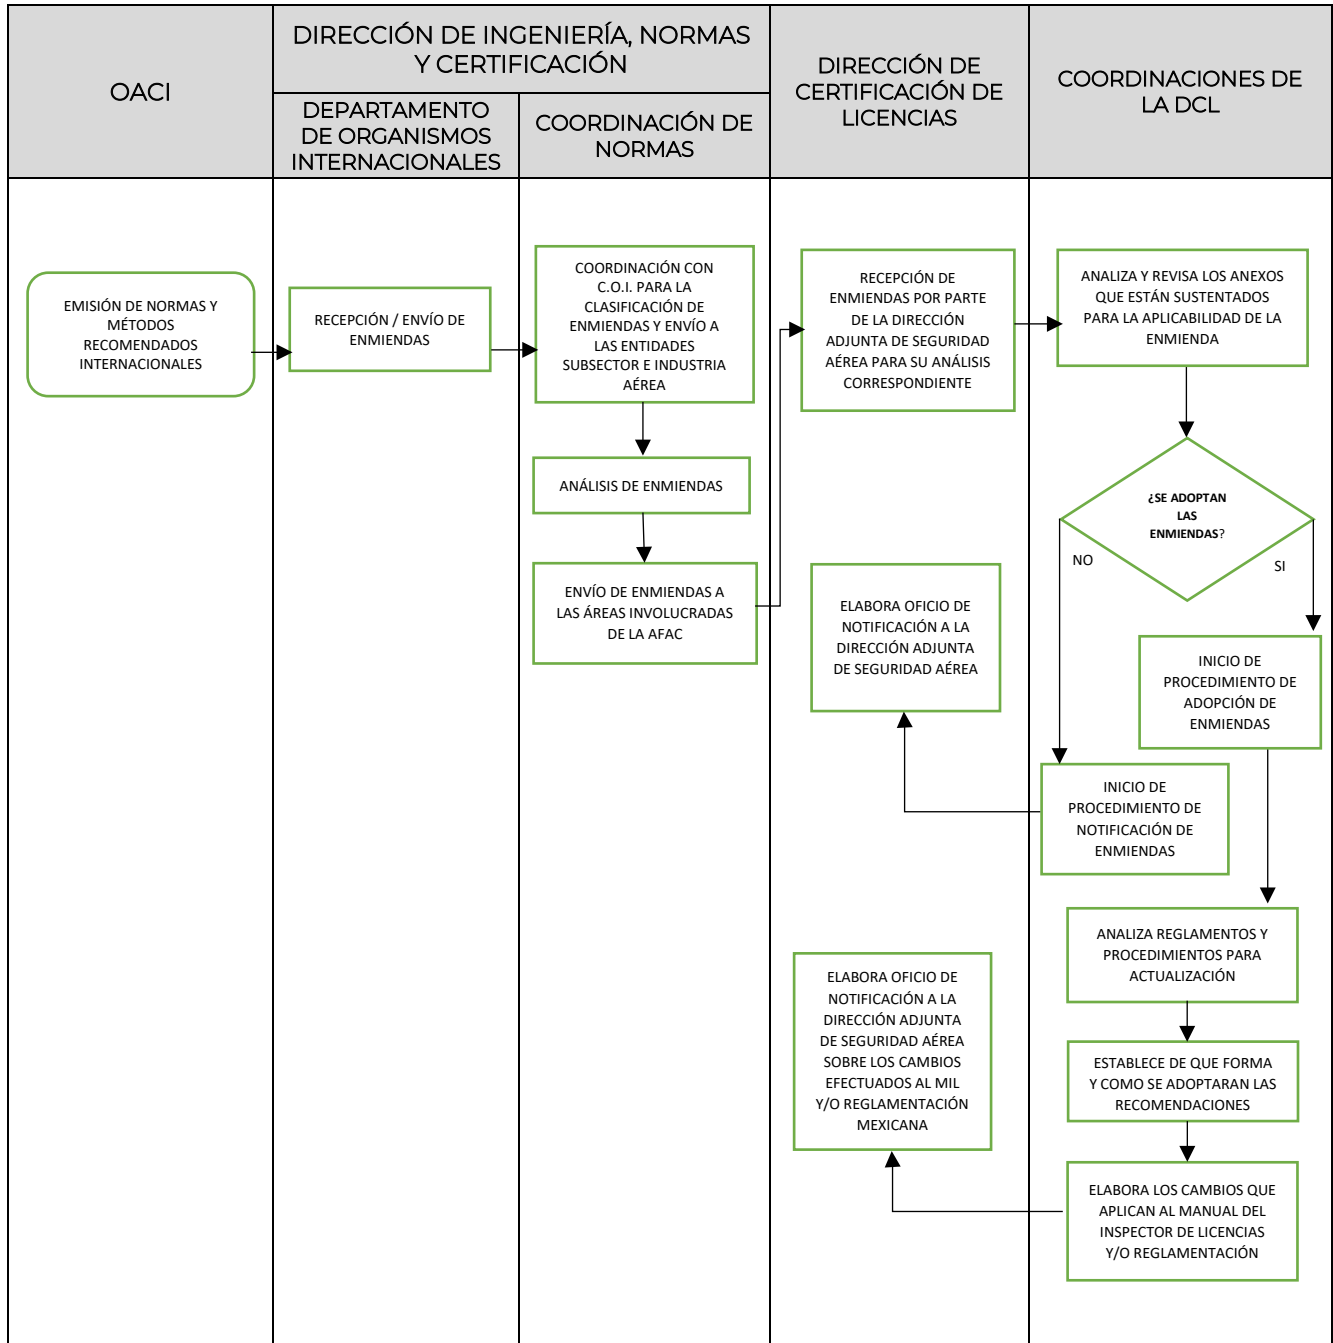 OACI
DIRECCIÓN DE INGENIERÍA, NORMAS
Y CERTIFICACIÓN
DEPARTAMENTO
DE ORGANISMOS
INTERNACIONALES
COORDINACIÓN DE
NORMAS
DIRECCIÓN DE
CERTIFICACIÓN DE
LICENCIAS
COORDINACIONES DE
LA DCL
EMISIÓN DE NORMAS Y
MÉTODOS
RECOMENDADOS
INTERNACIONALES
RECEPCIÓN / ENVÍO DE
ENMIENDAS
COORDINACIÓN CON
C.O.I. PARA LA
CLASIFICACIÓN DE
ENMIENDAS Y ENVÍO A
LAS ENTIDADES
SUBSECTOR E INDUSTRIA
AÉREA
ANÁLISIS DE ENMIENDAS
ENVÍO DE ENMIENDAS A
LAS ÁREAS INVOLUCRADAS
DE LA AFAC
RECEPCIÓN DE
ENMIENDAS POR PARTE
DE LA DIRECCIÓN
ADJUNTA DE SEGURIDAD
AÉREA PARA SU ANÁLISIS
CORRESPONDIENTE
ANALIZA Y REVISA LOS ANEXOS
QUE ESTÁN SUSTENTADOS
PARA LA APLICABILIDAD DE LA
ENMIENDA
¿SE ADOPTAN
LAS
ENMIENDAS?
NO
SI
ELABORA OFICIO DE
NOTIFICACIÓN A LA
DIRECCIÓN ADJUNTA
DE SEGURIDAD AÉREA
INICIO DE
PROCEDIMIENTO DE
ADOPCIÓN DE
ENMIENDAS
INICIO DE
PROCEDIMIENTO DE
NOTIFICACIÓN DE
ENMIENDAS
ANALIZA REGLAMENTOS Y
PROCEDIMIENTOS PARA
ACTUALIZACIÓN
ESTABLECE DE QUE FORMA
Y COMO SE ADOPTARAN LAS
RECOMENDACIONES
ELABORA LOS CAMBIOS QUE
APLICAN AL MANUAL DEL
INSPECTOR DE LICENCIAS
Y/O REGLAMENTACIÓN
ELABORA OFICIO DE
NOTIFICACIÓN A LA
DIRECCIÓN ADJUNTA
DE SEGURIDAD AÉREA
SOBRE LOS CAMBIOS
EFECTUADOS AL MIL
Y/O REGLAMENTACIÓN
MEXICANA